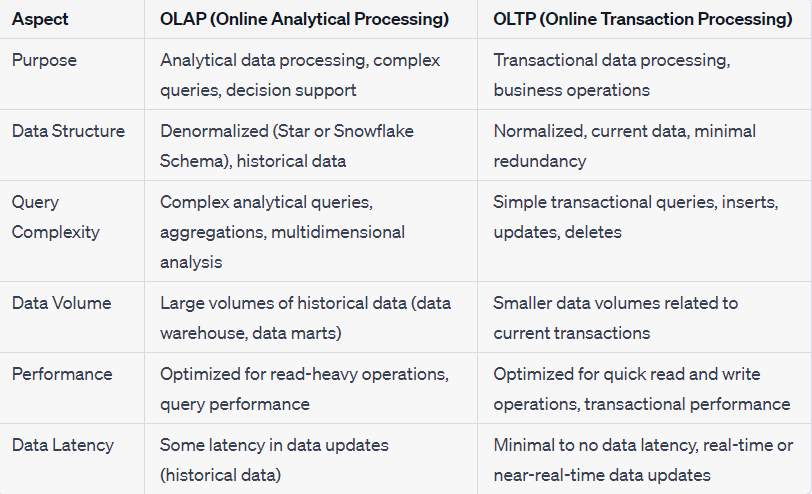 Aspect OLAP (Online Analytical Processing) OLTP (Online Transaction Processing)
Purpose Analytical data processing, complex Transactional data processing,
queries, decision support business operations
Data Structure Denormalized (Star or Snowflake Normalized, current data, minimal
Schema), historical data redundancy
Query Complex analytical queries, Simple transactional queries, inserts,
Complexity aggregations, multidimensional updates, deletes
analysis
Data Volume Large volumes of historical data (data Smaller data volumes related to
warehouse, data marts) current transactions
Performance Optimized for read-heavy operations, Optimized for quick read and write
query performance operations, transactional performance
Data Latency Some latency in data updates Minimal to no data latency, real-time or
(historical data) near-real-time data updates